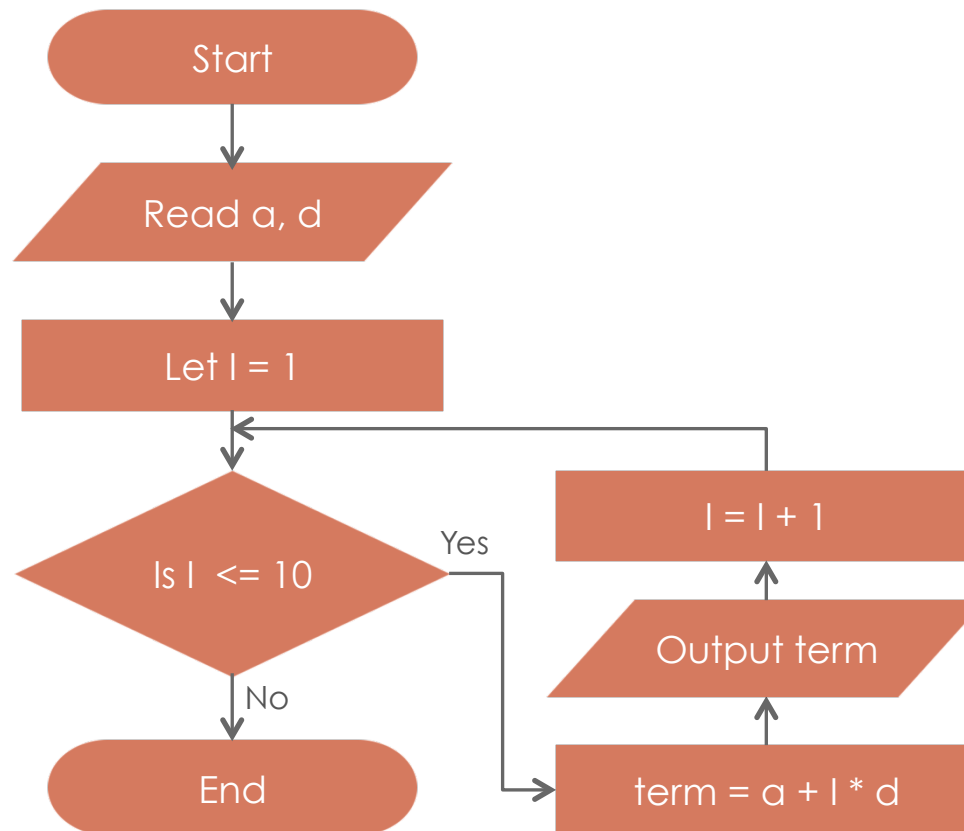 Start
Read a, d
Let I = 1
Is I <= 10
Yes
term = a + I * d
Output term
I = I + 1
No
End